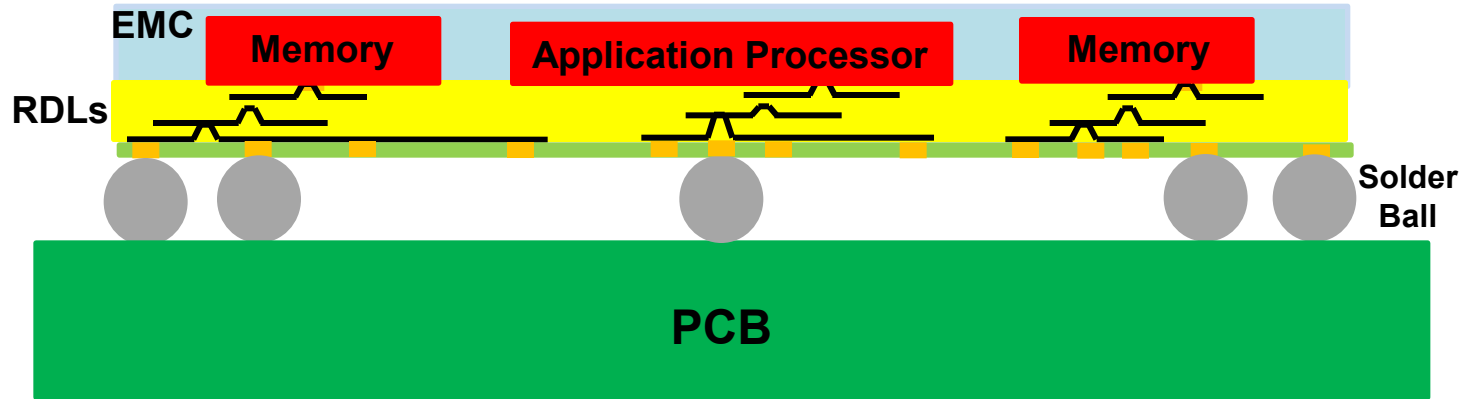 EMC
Memory
Application Processor
Memory
RDLs
Solder
Ball
PCB